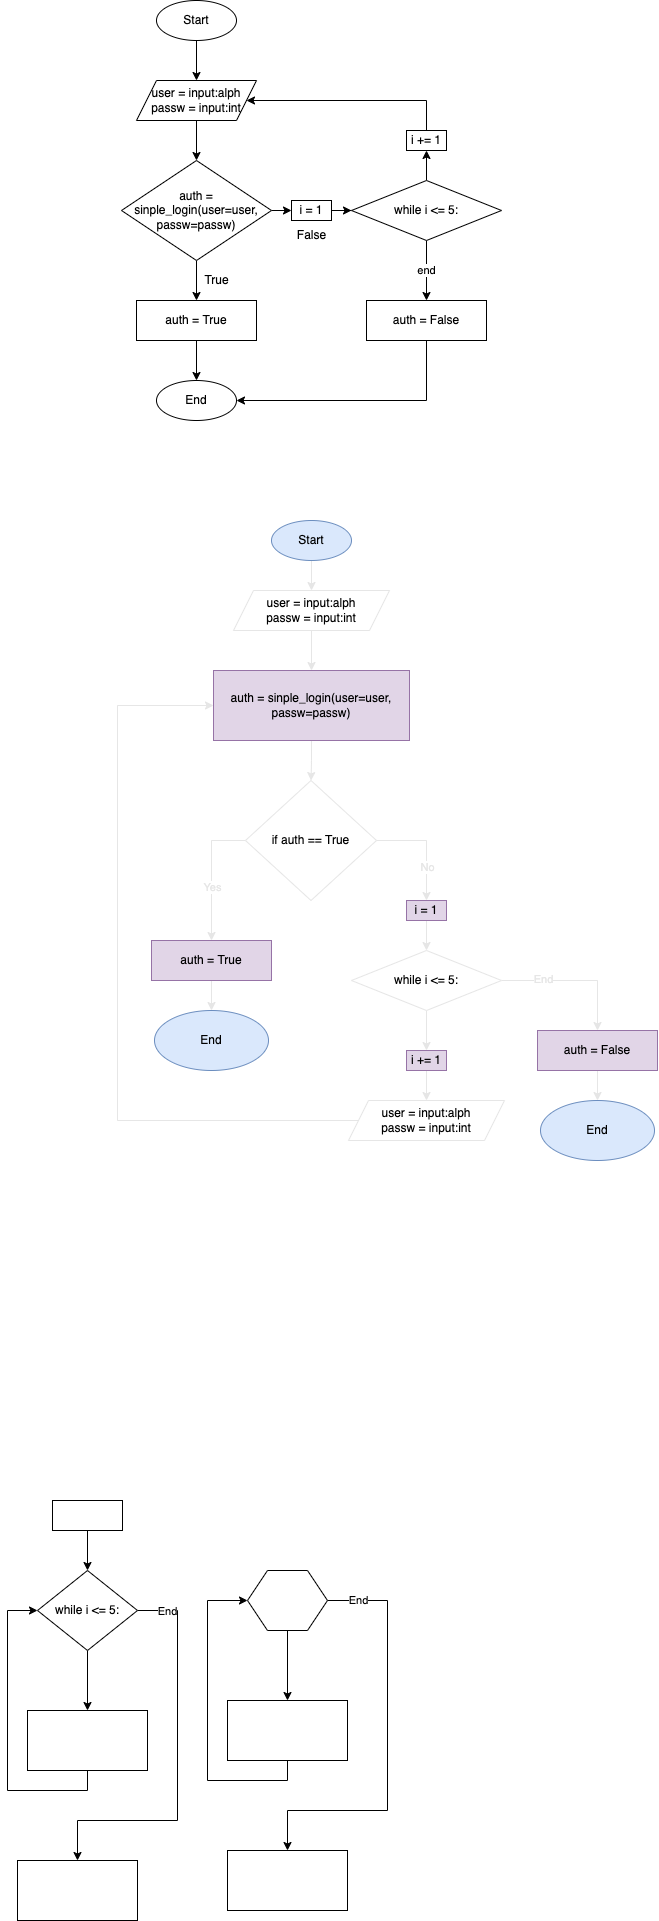 Start
user = input:alph
passw = input:int
i += 1
auth =
sinple_login(user=user,
passw=passw)
i = 1
while i <= 5:
False
True
end
auth = True
auth = False
End
Start
user = input:alph
passw = input:int
auth = sinple_login(user=user,
passw=passw)
if auth == True
Yes
No
i = 1
auth = True
while i <= 5:
End
End
i += 1
auth = False
user = input:alph
passw = input:int
End
while i <= 5:
End
End